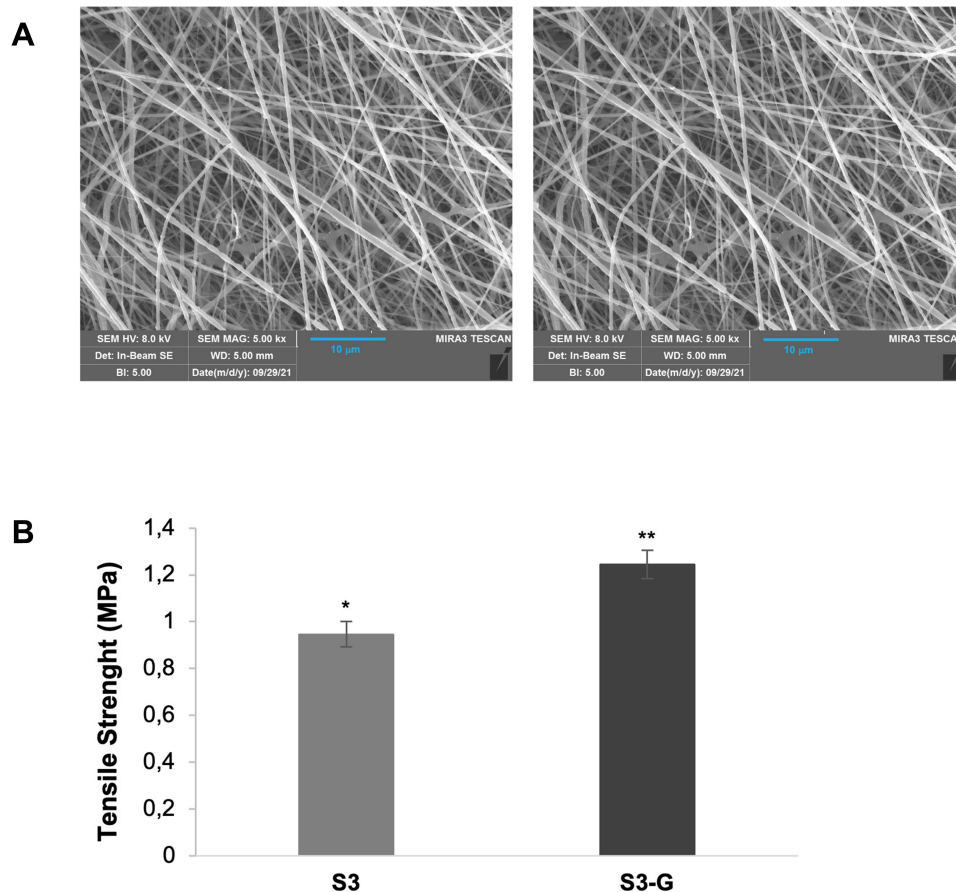 A
SEM HV: 8.0 kV SEM MAG: 5.00 kx 10 µm MIRA3 TESCAN
Det: In-Beam SE WD: 5.00 mm
BI: 5.00 Date(m/d/y): 09/29/21
SEM HV: 8.0 kV SEM MAG: 5.00 kx 10 µm MIRA3 TESCAN
Det: In-Beam SE WD: 5.00 mm
BI: 5.00 Date(m/d/y): 09/29/21
B
Tensile Strenght (MPa)
1,4
1,2
1
0,8
0,6
0,4
0,2
0
*
**
S3 S3-G